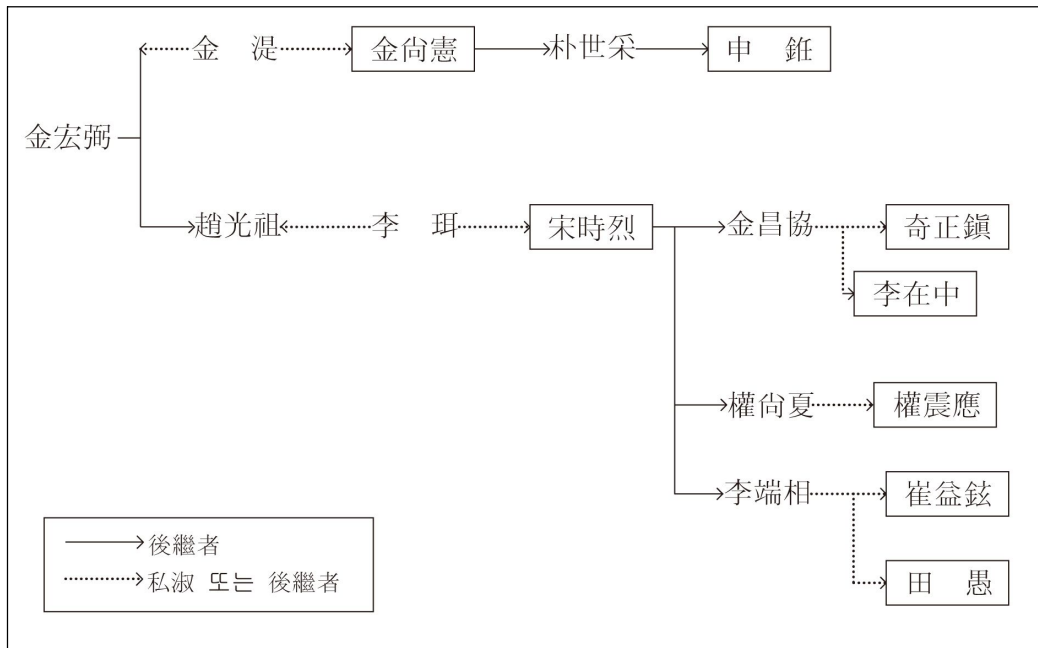 金 湜 金尙憲 朴世采 申 銋
金宏弼
趙光祖 李 珥 宋時烈 金昌協 奇正鎭
李在中
權尙夏 權震應
李端相 崔益鉉
後繼者
私淑 또는 後繼者
田 愚